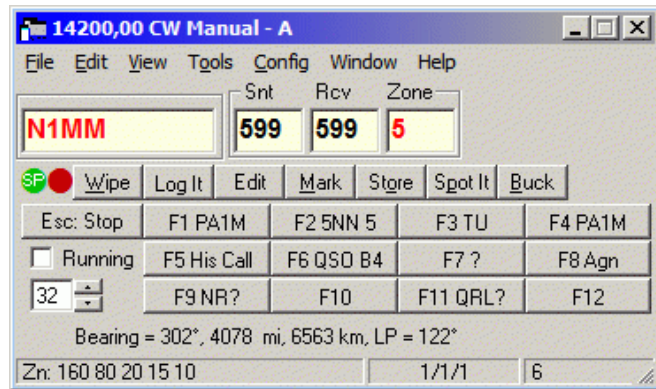 14200,00 CW Manual - A
File Edit View Tools Config Window Help
Snt Rcv Zone
N1MM 599 599 5
SP Wipe Log It Edit Mark Store Spot It Buck
Esc: Stop F1 PA1M F2 5NN 5 F3 TU F4 PA1M
Running F5 His Call F6 QSO B4 F7 ? F8 Agn
32 F9 NR? F10 F11 QRL? F12
Bearing = 302°, 4078 mi, 6563 km, LP = 122°
Zn: 160 80 20 15 10 1/1/1 6